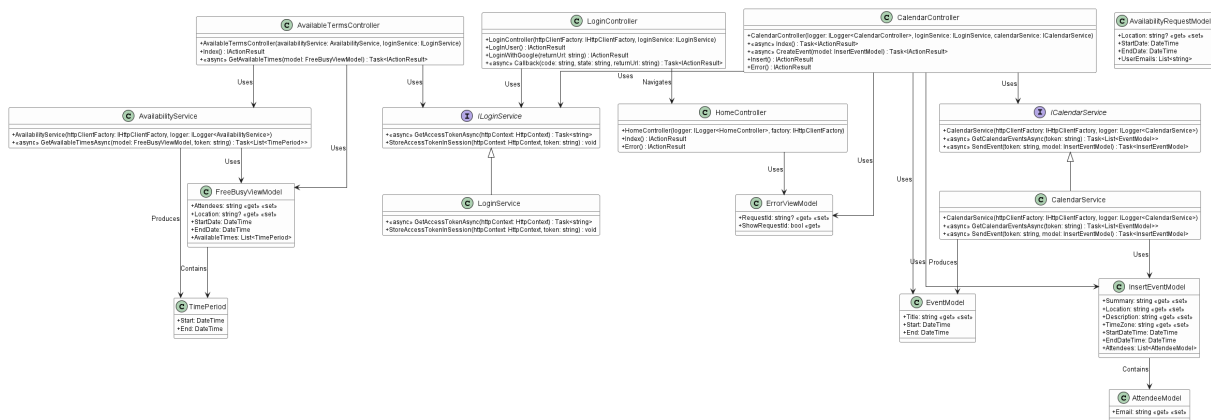 AvailableTermsController
+AvailableTermsController(availabilityService: AvailabilityService, loginService: ILoginService)
+Index() : IActionResult
+«async» GetAvailableTimes(model: FreeBusyViewModel) : Task<IActionResult>
LoginController
+LoginController(httpClientFactory: IHttpClientFactory, loginService: ILoginService)
+LoginUser() : IActionResult
+LoginWithGoogle(returnUrl: string) : IActionResult
+«async» Callback(code: string, state: string, returnUrl: string) : Task<IActionResult>
CalendarController
+CalendarController(logger: ILogger<CalendarController>, loginService: ILoginService, calendarService: ICalendarService)
+«async» Index() : Task<IActionResult>
+«async» CreateEvent(model: InsertEventModel) : Task<IActionResult>
+Insert() : IActionResult
+Error() : IActionResult
AvailabilityRequestModel
+Location: string? «get» «set»
+StartDate: DateTime
+EndDate: DateTime
+UserEmails: List<string>
Uses
Uses
Uses
Uses
Navigates
Uses
AvailabilityService
+AvailabilityService(httpClientFactory: IHttpClientFactory, logger: ILogger<AvailabilityService>)
+«async» GetAvailableTimesAsync(model: FreeBusyViewModel, token: string) : Task<List<TimePeriod>>
ILoginService
+«async» GetAccessTokenAsync(httpContext: HttpContext) : Task<string>
+StoreAccessTokenInSession(httpContext: HttpContext, token: string) : void
HomeController
+HomeController(logger: ILogger<HomeController>, factory: IHttpClientFactory)
+Index() : IActionResult
+Error() : IActionResult
ICalendarService
+CalendarService(httpClientFactory: IHttpClientFactory, logger: ILogger<CalendarService>)
+«async» GetCalendarEventsAsync(token: string) : Task<List<EventModel>>
+«async» SendEvent(token: string, model: InsertEventModel) : Task<InsertEventModel>
Uses
Uses
Uses
Uses
FreeBusyViewModel
+Attendees: string «get» «set»
+Location: string? «get» «set»
+StartDate: DateTime
+EndDate: DateTime
+AvailableTimes: List<TimePeriod>
LoginService
+«async» GetAccessTokenAsync(httpContext: HttpContext) : Task<string>
+StoreAccessTokenInSession(httpContext: HttpContext, token: string) : void
ErrorViewModel
+RequestId: string? «get» «set»
+ShowRequestId: bool «get»
CalendarService
+CalendarService(httpClientFactory: IHttpClientFactory, logger: ILogger<CalendarService>)
+«async» GetCalendarEventsAsync(token: string) : Task<List<EventModel>>
+«async» SendEvent(token: string, model: InsertEventModel) : Task<InsertEventModel>
Produces
Contains
Uses
Uses
Produces
Uses
TimePeriod
+Start: DateTime
+End: DateTime
EventModel
+Title: string «get» «set»
+Start: DateTime
+End: DateTime
InsertEventModel
+Summary: string «get» «set»
+Location: string «get» «set»
+Description: string «get» «set»
+TimeZone: string «get» «set»
+StartDateTime: DateTime
+EndDateTime: DateTime
+Attendees: List<AttendeeModel>
Contains
AttendeeModel
+Email: string «get» «set»